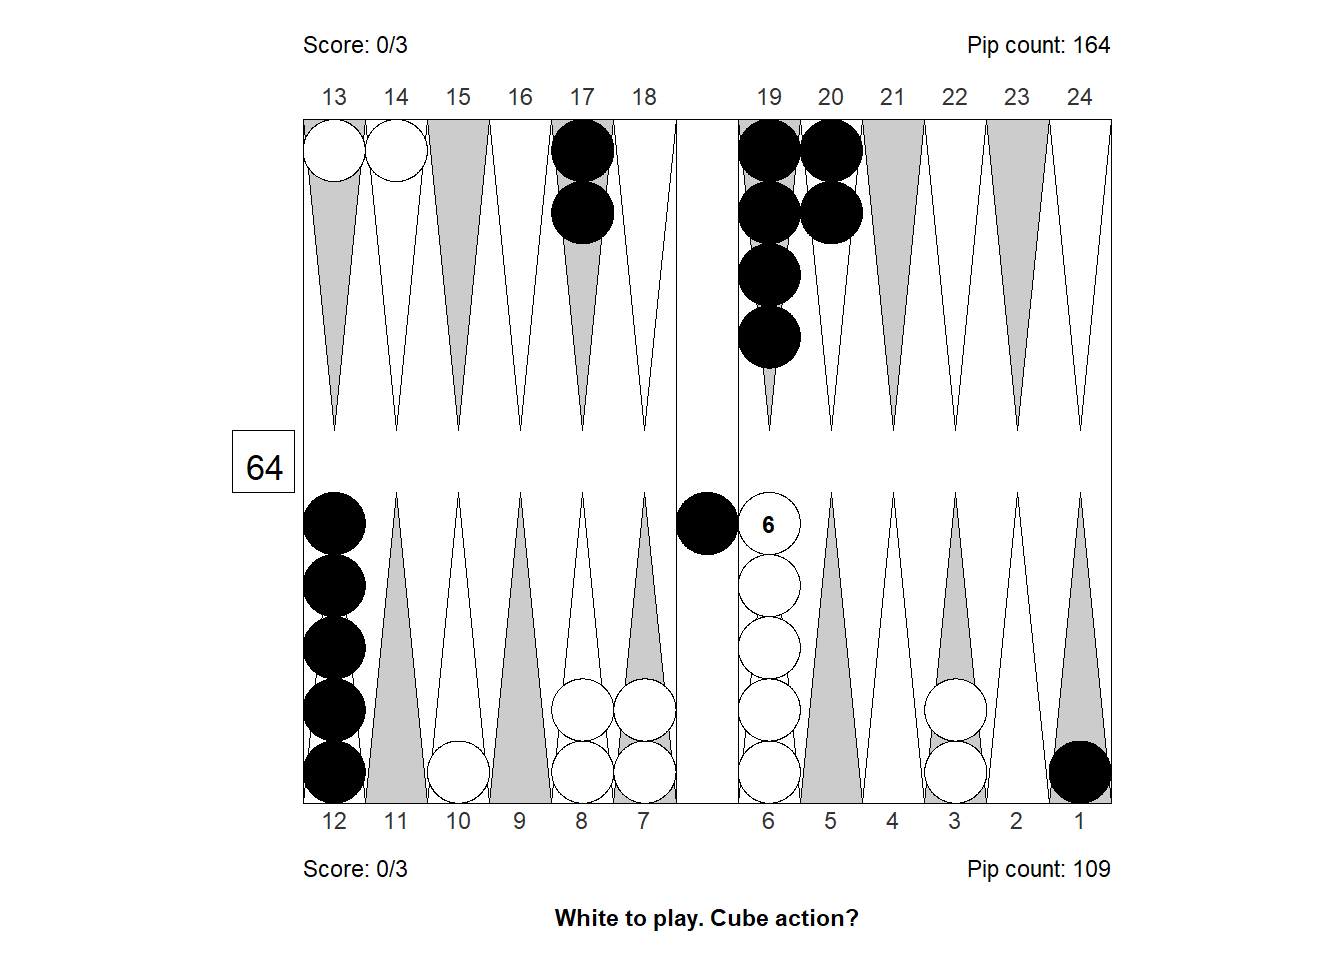 Score: 0/3 Pip count: 164
13 14 15 16 17 18 19 20 21 22 23 24
64
6
12 11 10 9 8 7 6 5 4 3 2 1
Score: 0/3 Pip count: 109
White to play. Cube action?